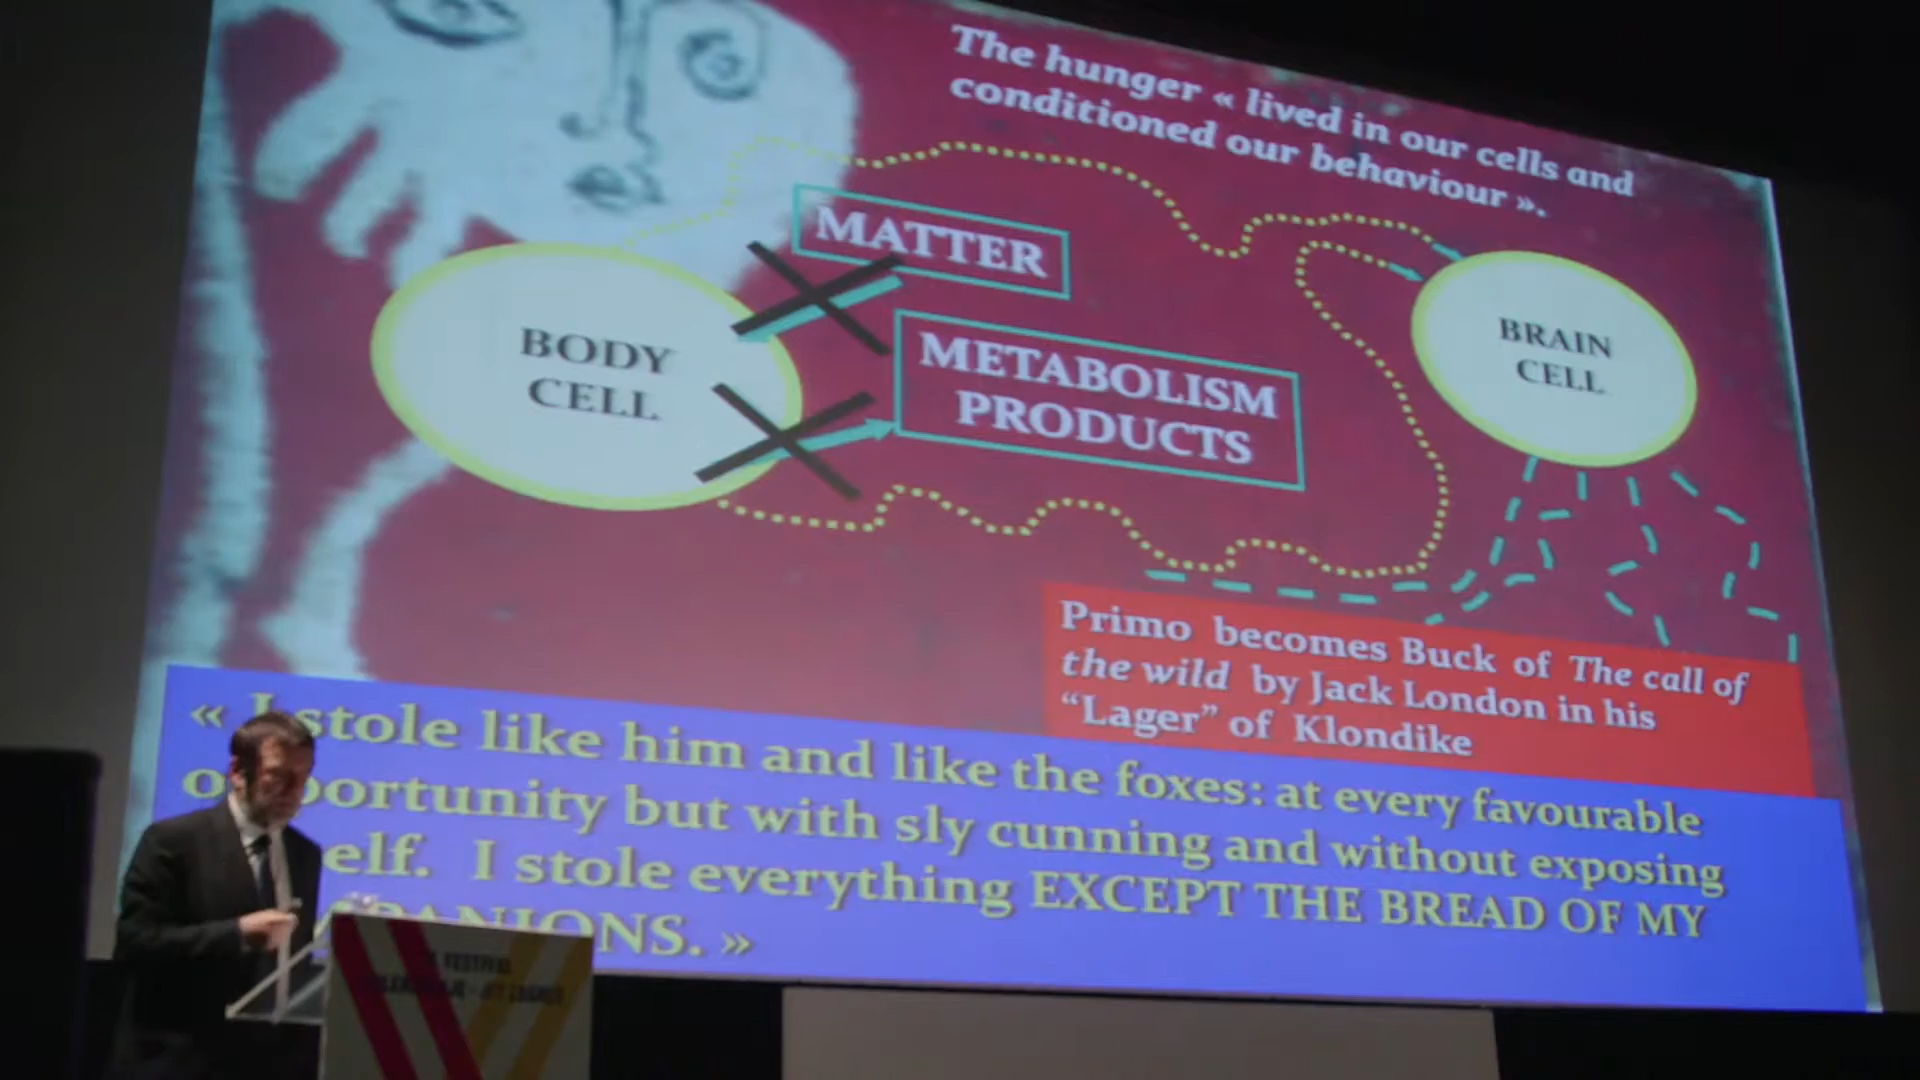 The hunger « lived in our cells and
conditioned our behaviour ».
MATTER
METABOLISM
PRODUCTS
BODY
CELL
BRAIN
CELL
Primo becomes Buck of The call of
the wild by Jack London in his
“Lager” of Klondike
« I stole like him and like the foxes: at every favourable
opportunity but with sly cunning and without exposing
elf. I stole everything EXCEPT THE BREAD OF MY
PANIONS. »
FESTIVAL